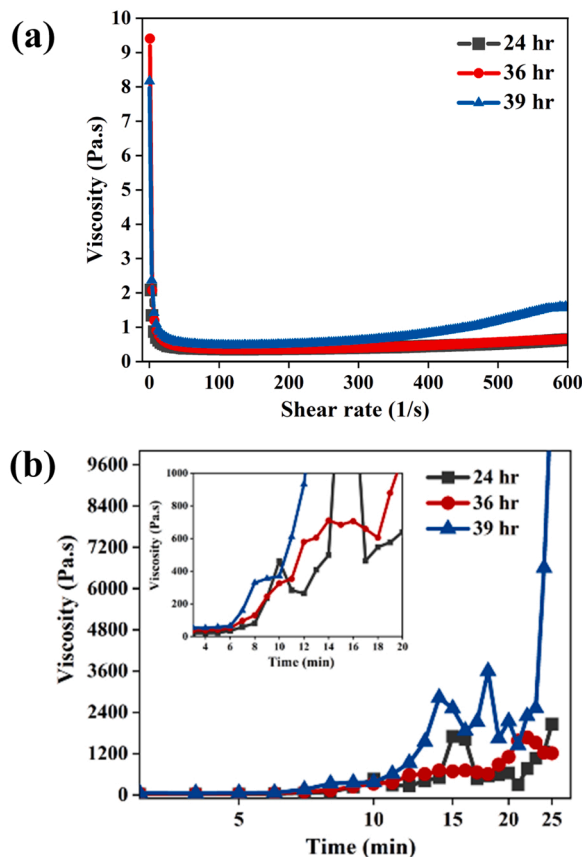 (a)
10
9
8
7
6
5
4
3
2
1
0
Viscosity (Pa.s)
24 hr
36 hr
39 hr
0 100 200 300 400 500 600
Shear rate (1/s)
(b)
9600
8400
7200
6000
4800
3600
2400
1200
0
Viscosity (Pa.s)
24 hr
36 hr
39 hr
1000
800
600
400
200
0
Viscosity (Pa.s)
4 6 8 10 12 14 16 18 20
Time (min)
5 10 15 20 25
Time (min)